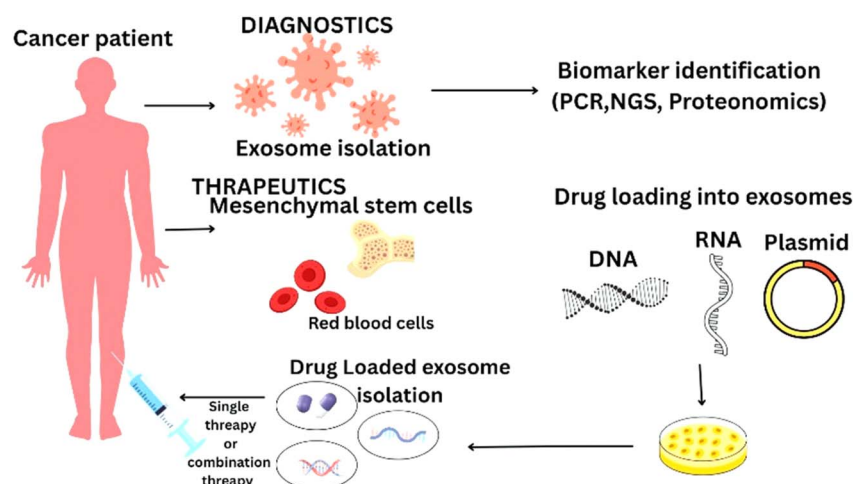 Cancer patient
DIAGNOSTICS
Exosome isolation
Biomarker identification
(PCR,NGS, Proteonomics)
THRAPEUTICS
Mesenchymal stem cells
Red blood cells
Drug loading into exosomes
DNA
RNA
Plasmid
Drug Loaded exosome
isolation
Single
threapy
or
combination
threapy